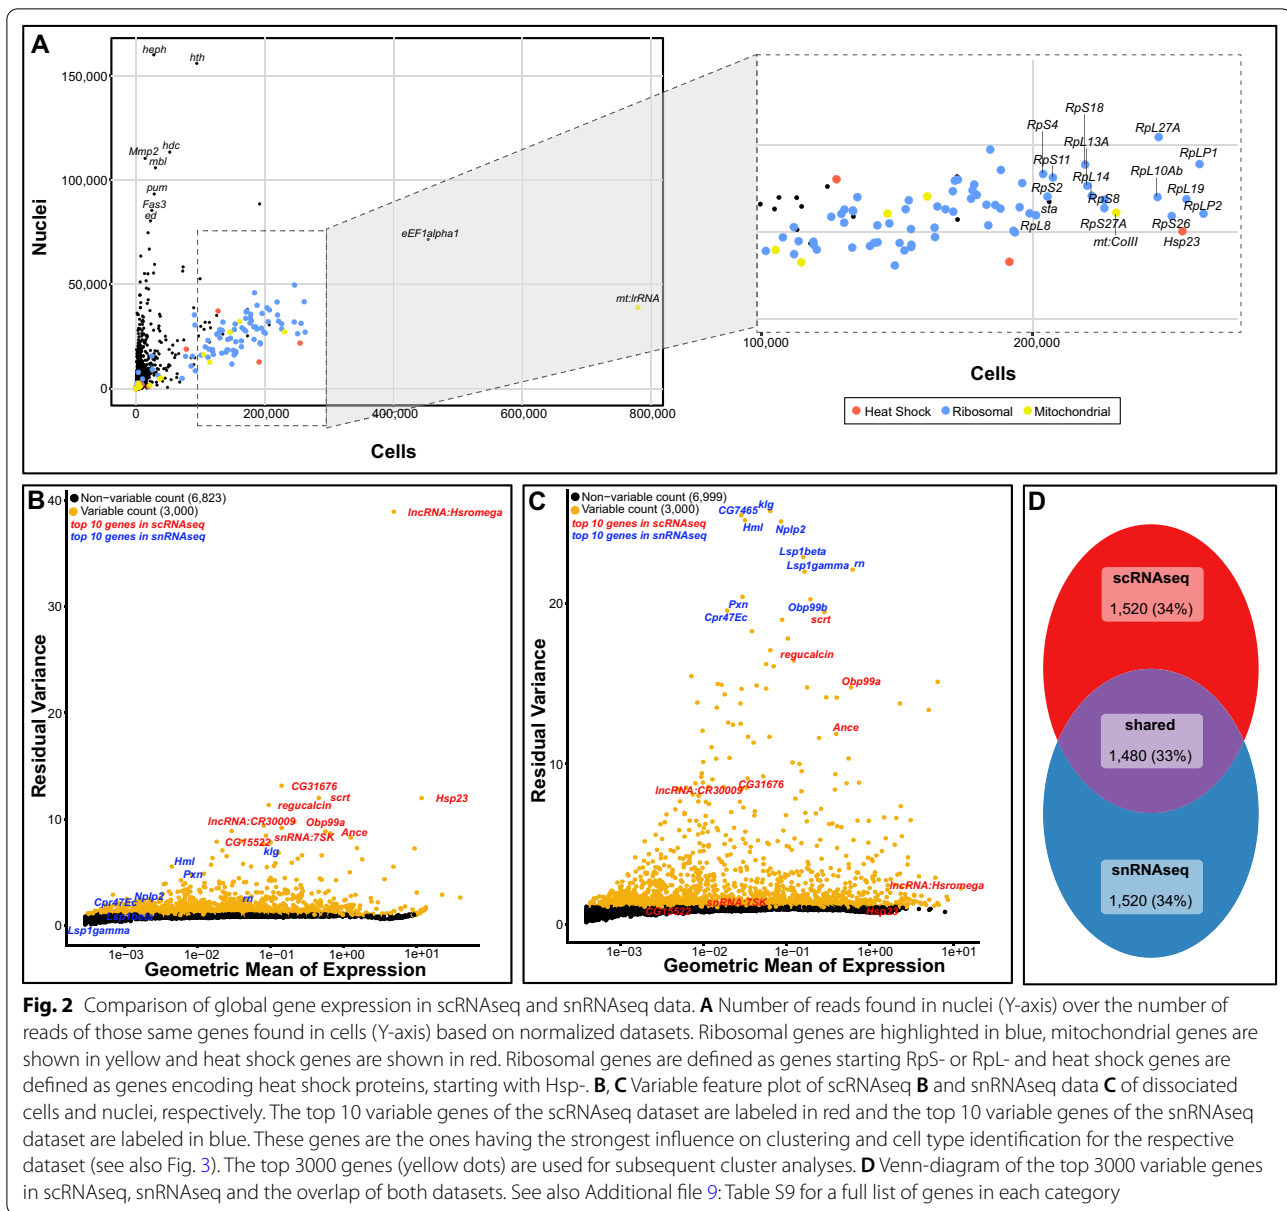 A
heph
hth
150,000
Mmp2
hdc
mbl
100,000
pum
Fas3
ed
eEF1alpha1
50,000
mt:lrRNA
0
Nuclei
0
200,000
400,000
600,000
800,000
Cells
RpS18
RpS4
RpL27A
RpL13A
RpLP1
RpS11
RpL14
RpL10Ab
RpS2
RpS8
RpL19
sta
RpLP2
RpL8
RpS27A
RpS26
mt:CoIII
Hsp23
100,000
200,000
Cells
Heat Shock Ribosomal Mitochondrial
B
40
Non−variable count (6,823)
Variable count (3,000)
top 10 genes in scRNAseq
top 10 genes in snRNAseq
lncRNA:Hsromega
30
20
10
0
Residual Variance
CG31676
scrt
Hsp23
regucalcin
lncRNA:CR30009
Obp99a
snRNA:7SK
Ance
CG15522
klg
Hml
Pxn
Nplp2
rn
Cpr47Ec
Lsp1beta
Lsp1gamma
1e−03
1e−02
1e−01
1e+00
1e+01
Geometric Mean of Expression
C
Non−variable count (6,999)
Variable count (3,000)
top 10 genes in scRNAseq
top 10 genes in snRNAseq
klg
CG7465
Hml
Nplp2
Lsp1beta
Lsp1gamma
rn
20
Pxn
Obp99b
Cpr47Ec
scrt
regucalcin
Obp99a
Ance
10
CG31676
lncRNA:CR30009
lncRNA:Hsromega
snRNA:7SK
CG15522
Hsp23
0
Residual Variance
1e−03
1e−02
1e−01
1e+00
1e+01
Geometric Mean of Expression
D
scRNAseq
1,520 (34%)
shared
1,480 (33%)
snRNAseq
1,520 (34%)
Fig. 2 Comparison of global gene expression in scRNAseq and snRNAseq data. A Number of reads found in nuclei (Y-axis) over the number of
reads of those same genes found in cells (Y-axis) based on normalized datasets. Ribosomal genes are highlighted in blue, mitochondrial genes are
shown in yellow and heat shock genes are shown in red. Ribosomal genes are defined as genes starting RpS- or RpL- and heat shock genes are
defined as genes encoding heat shock proteins, starting with Hsp-. B, C Variable feature plot of scRNAseq B and snRNAseq data C of dissociated
cells and nuclei, respectively. The top 10 variable genes of the scRNAseq dataset are labeled in red and the top 10 variable genes of the snRNAseq
dataset are labeled in blue. These genes are the ones having the strongest influence on clustering and cell type identification for the respective
dataset (see also Fig. 3). The top 3000 genes (yellow dots) are used for subsequent cluster analyses. D Venn-diagram of the top 3000 variable genes
in scRNAseq, snRNAseq and the overlap of both datasets. See also Additional file 9: Table S9 for a full list of genes in each category